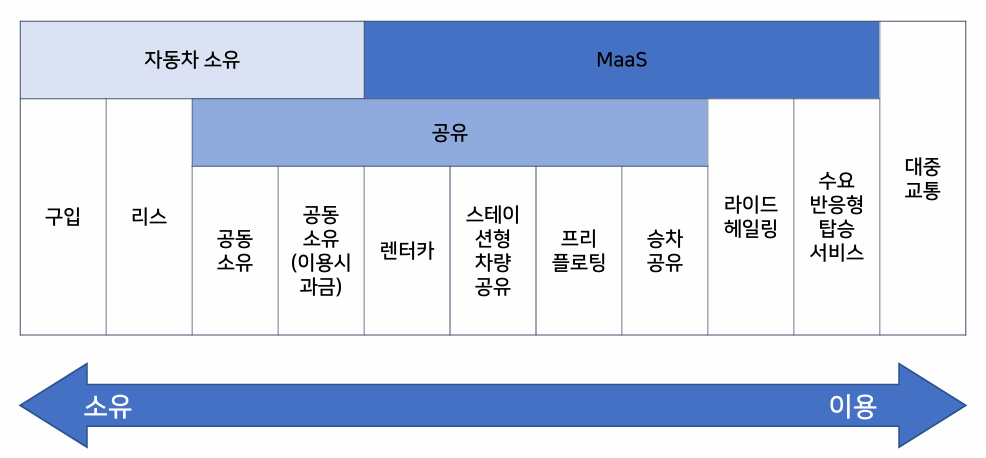 자동차 소유
MaaS
공유
구입
리스
공동
소유
공동
소유
(이용시
과금)
렌터카
스테이
션형
차량
공유
프리
플로팅
승차
공유
라이드
헤일링
수요
반응형
탑승
서비스
대중
교통
소유
이용